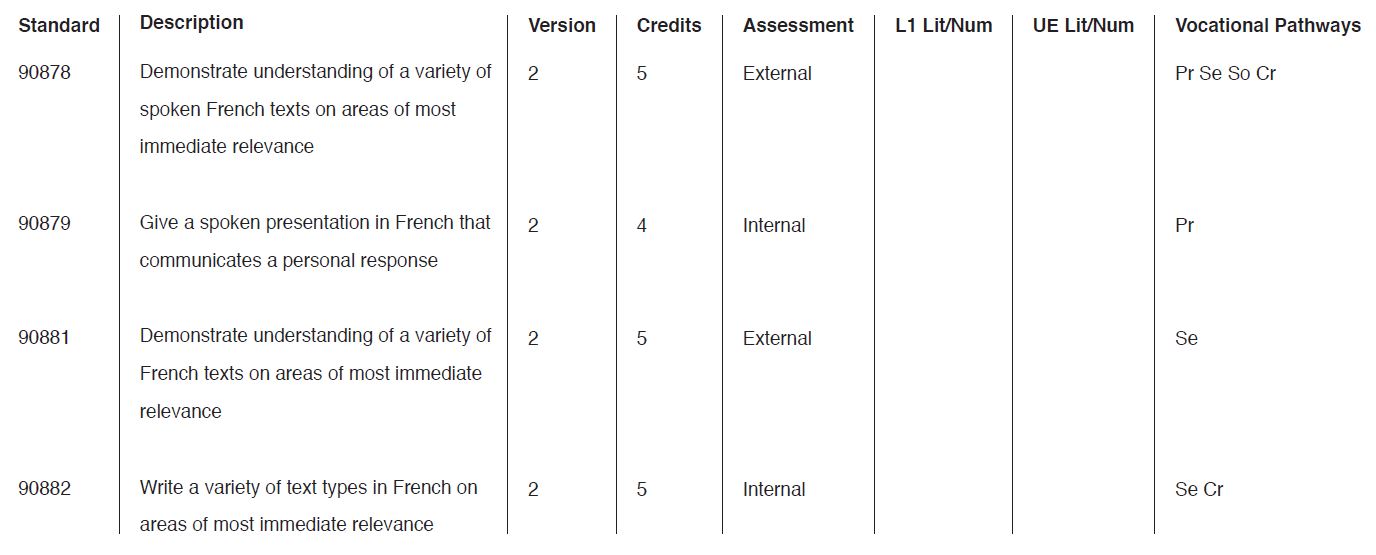 Standard Description Version Credits Assessment L1 Lit/Num UE Lit/Num Vocational Pathways
90878 Demonstrate understanding of a variety of 2 5 External Pr Se So Cr
spoken French texts on areas of most
immediate relevance
90879 Give a spoken presentation in French that 2 4 Internal Pr
communicates a personal response
90881 Demonstrate understanding of a variety of 2 5 External Se
French texts on areas of most immediate
relevance
90882 Write a variety of text types in French on 2 5 Internal Se Cr
areas of most immediate relevance